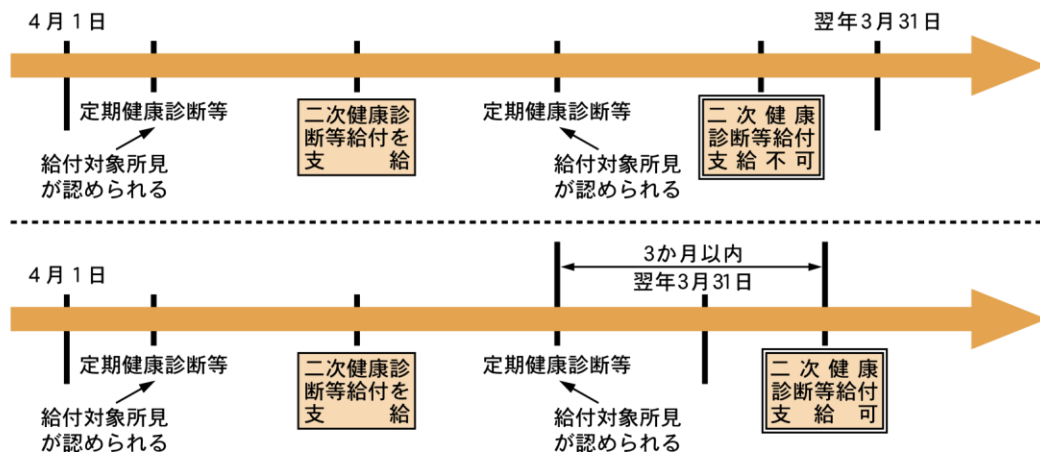 4月1日
翌年3月31日
定期健康診断等
二次健康診
断等給付を
支給
定期健康診断等
二次健康
診断等給付
支給不可
給付対象所見
が認められる
給付対象所見
が認められる
3か月以内
4月1日
翌年3月31日
定期健康診断等
二次健康診
断等給付を
支給
定期健康診断等
二次健康
診断等給付
支給可
給付対象所見
が認められる
給付対象所見
が認められる